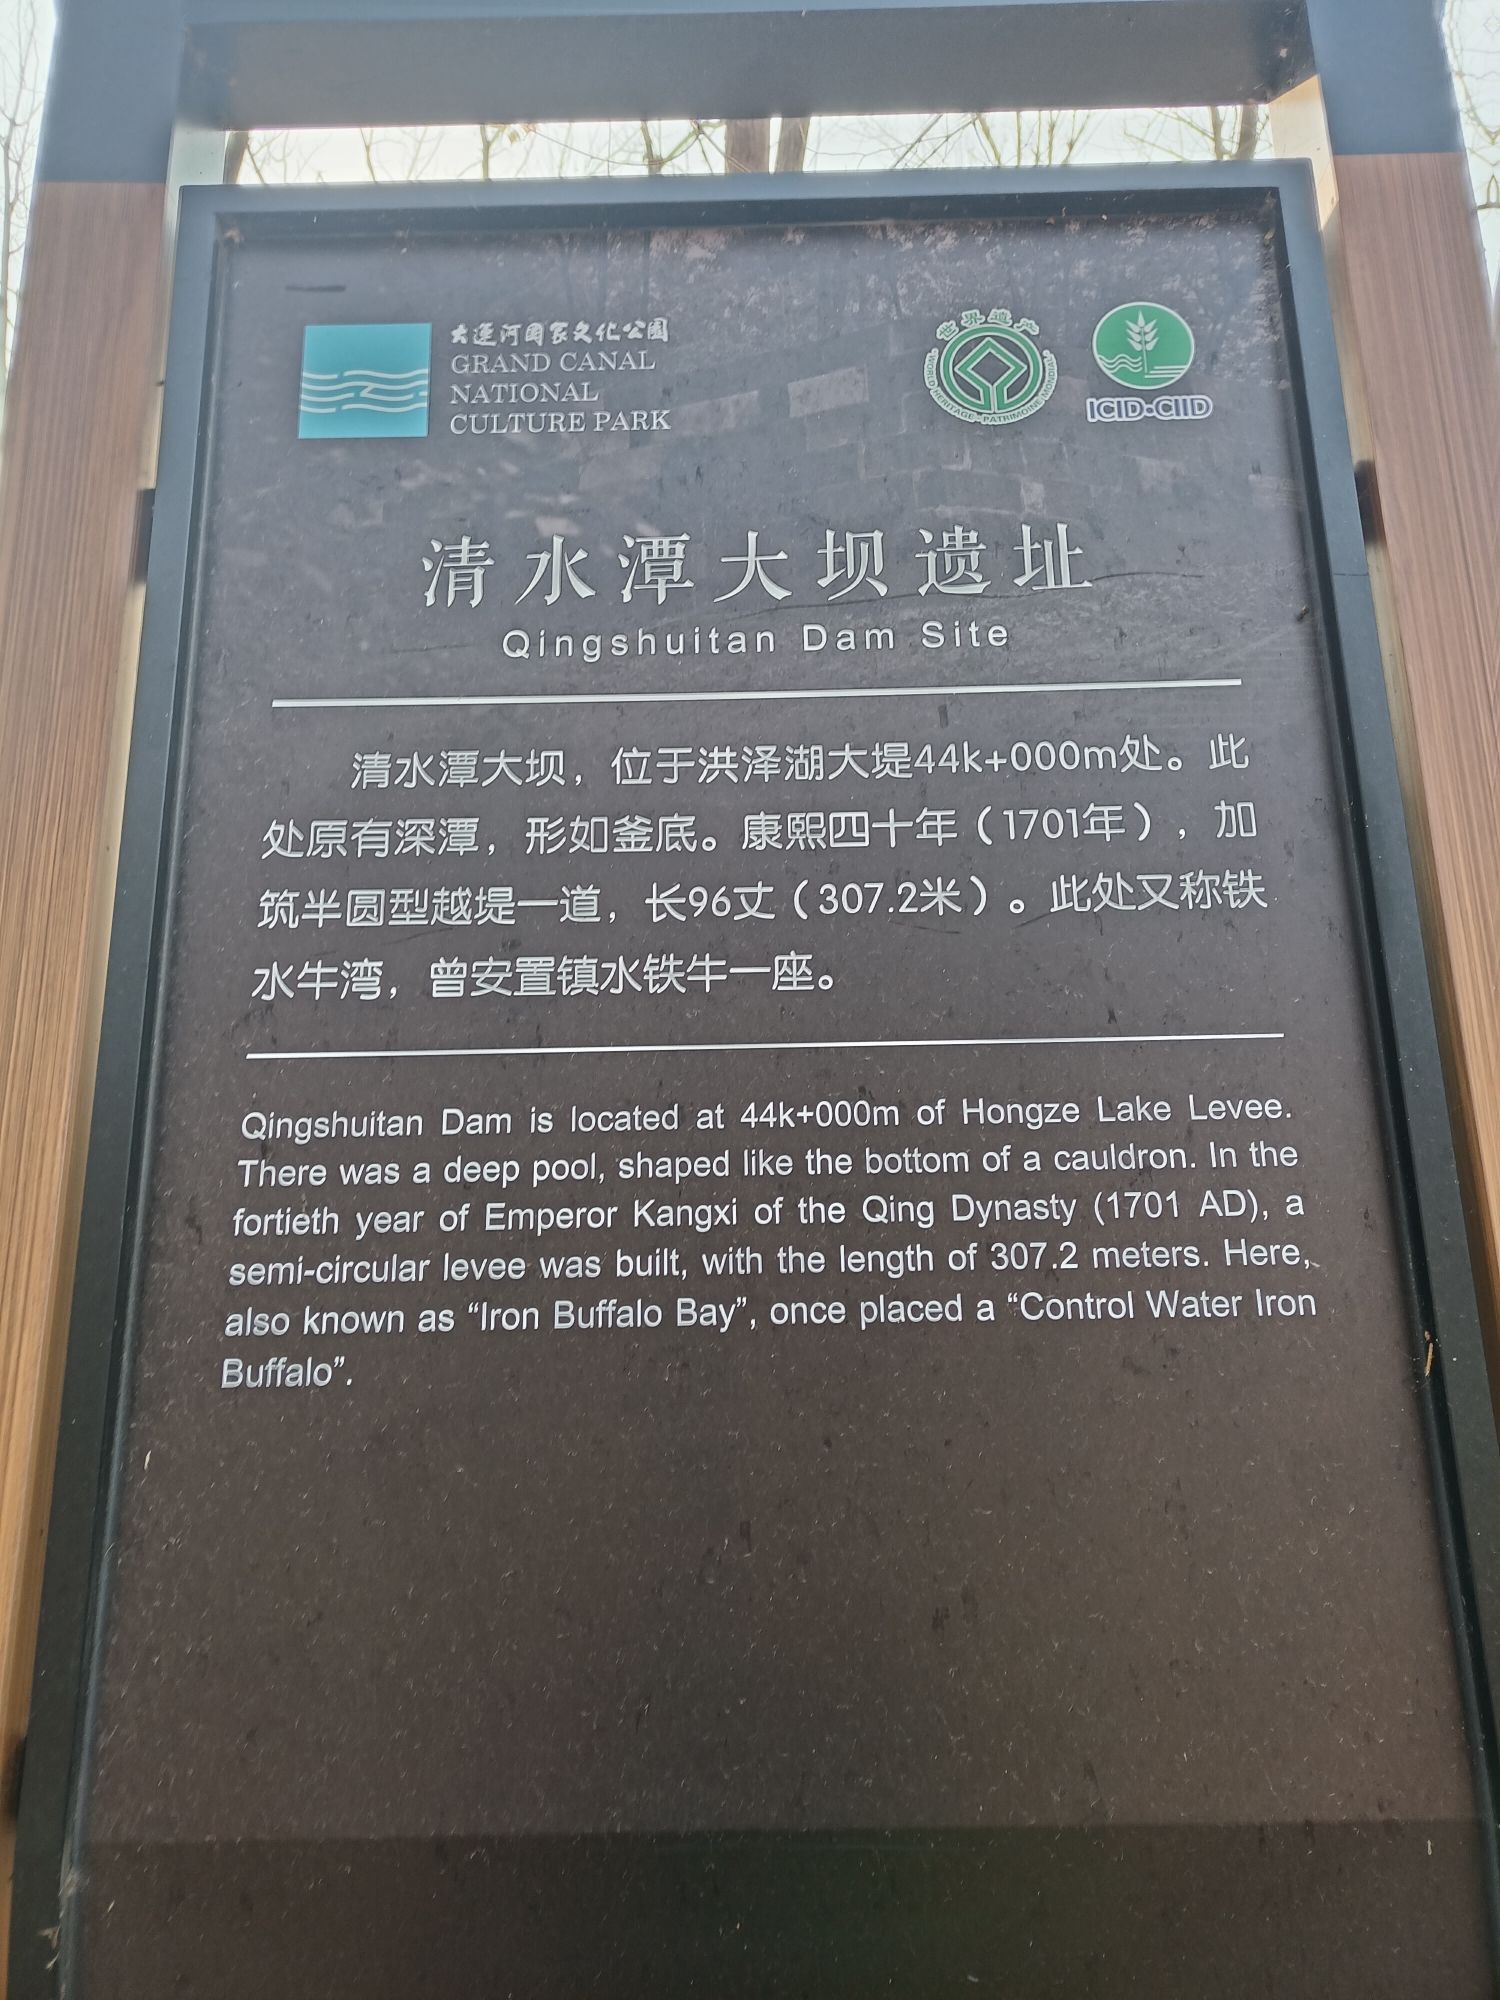 大运河国家文化公园
GRAND CANAL
NATIONAL
CULTURE PARK
世界遗产
WORLD HERITAGE · PATRIMOINE MONDIAL
ICID·CIID
清水潭大坝遗址
Qingshuitan Dam Site
清水潭大坝，位于洪泽湖大堤44k+000m处。此
处原有深潭，形如釜底。康熙四十年（1701年），加
筑半圆型越堤一道，长96丈（307.2米）。此处又称铁
水牛湾，曾安置镇水铁牛一座。
Qingshuitan Dam is located at 44k+000m of Hongze Lake Levee.
There was a deep pool, shaped like the bottom of a cauldron. In the
fortieth year of Emperor Kangxi of the Qing Dynasty (1701 AD), a
semi-circular levee was built, with the length of 307.2 meters. Here,
also known as “Iron Buffalo Bay”, once placed a “Control Water Iron
Buffalo”.